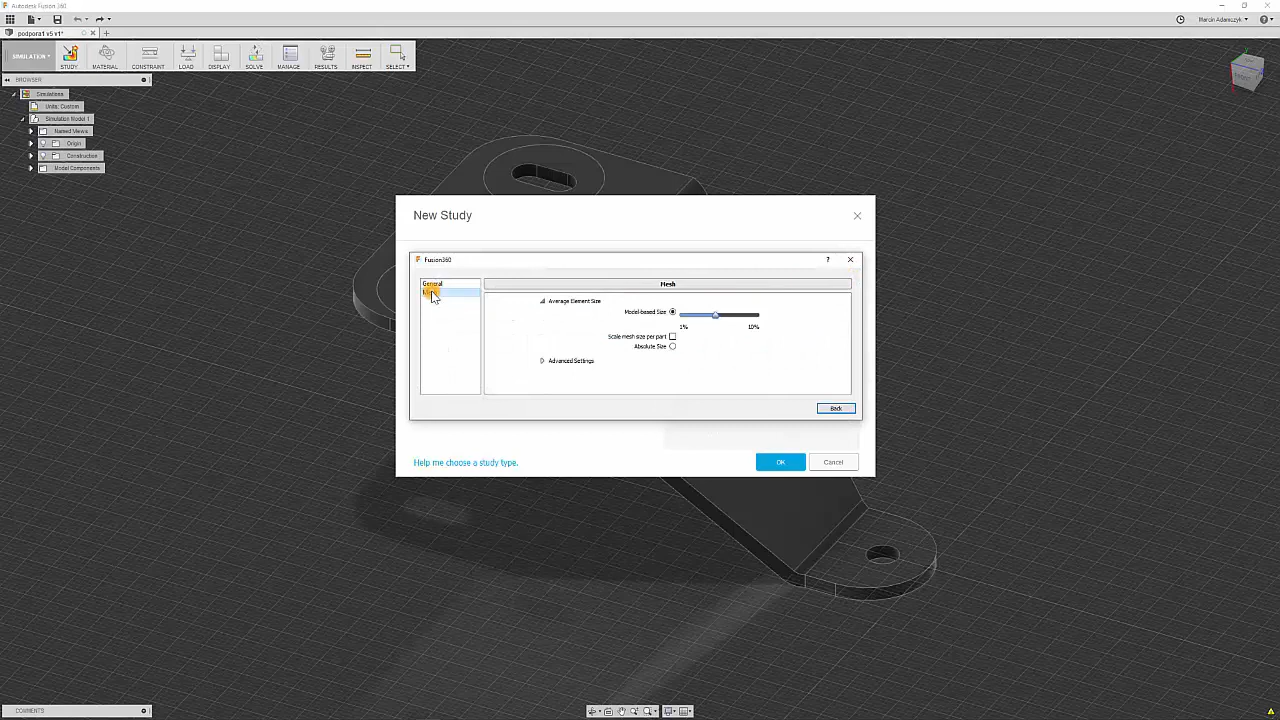 Autodesk Fusion 360
Marcin Adamczyk
podpora1 v5 v1*
SIMULATION
STUDY
MATERIAL
CONSTRAINT
LOAD
DISPLAY
SOLVE
MANAGE
RESULTS
INSPECT
SELECT
BROWSER
Simulations
Units: Custom
Simulation Model 1
Named Views
Origin
Construction
Model Components
New Study
Fusion360
?
General
Mesh
Average Element Size
Model-based Size
1%
10%
Scale mesh size per part
Absolute Size
Advanced Settings
Back
Help me choose a study type.
OK
Cancel
COMMENTS